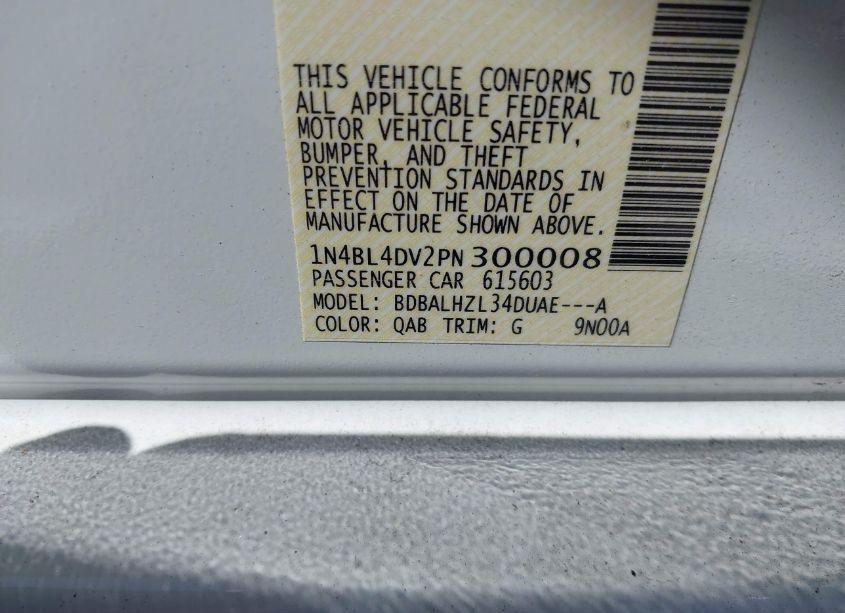 THIS VEHICLE CONFORMS TO
ALL APPLICABLE FEDERAL
MOTOR VEHICLE SAFETY,
BUMPER, AND THEFT
PREVENTION STANDARDS IN
EFFECT ON THE DATE OF
MANUFACTURE SHOWN ABOVE.
1N4BL4DV2PN300008
PASSENGER CAR 615603
MODEL: BDBALHZL34DUAE---A
COLOR: QAB TRIM: G 9N00A